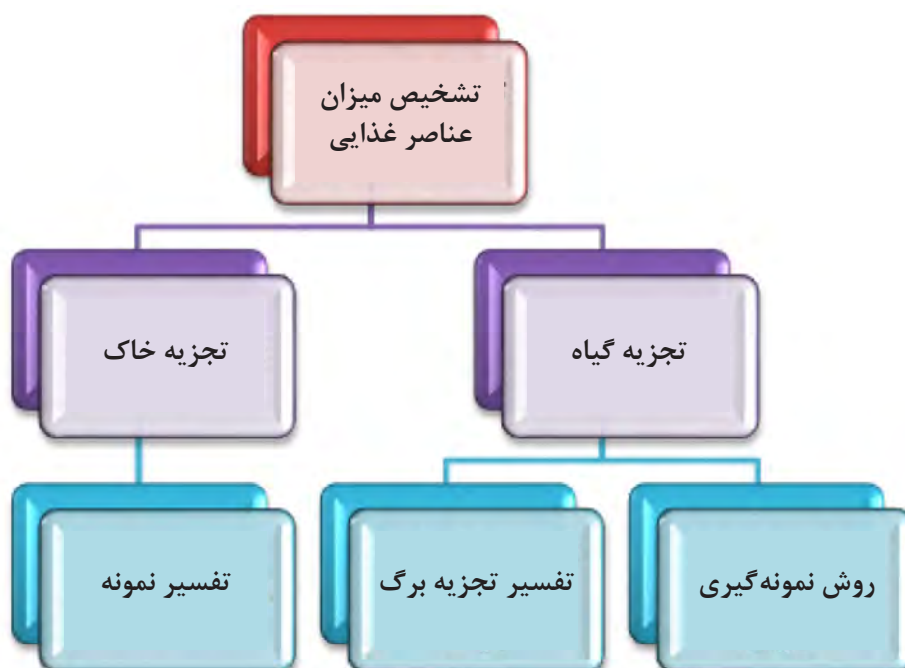 تشخیص میزان
عناصر غذایی
تجزیه گیاه
تجزیه خاک
روش نمونه‌گیری
تفسیر تجزیه برگ
تفسیر نمونه